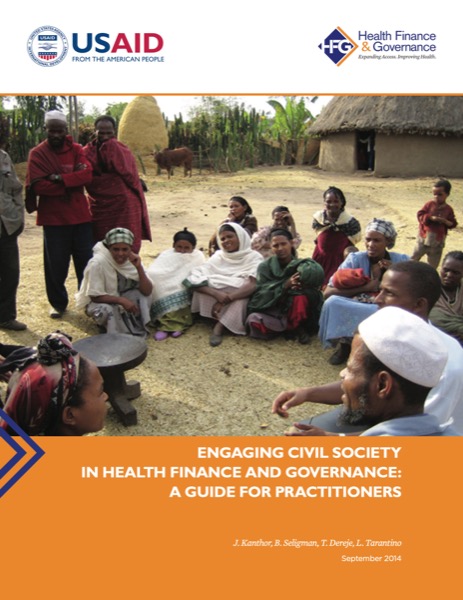 USAID
FROM THE AMERICAN PEOPLE
HFG
Health Finance
& Governance
Expanding Access. Improving Health.
ENGAGING CIVIL SOCIETY
IN HEALTH FINANCE AND GOVERNANCE:
A GUIDE FOR PRACTITIONERS
J. Kanthor, B. Seligman, T. Dereje, L. Tarantino
September 2014